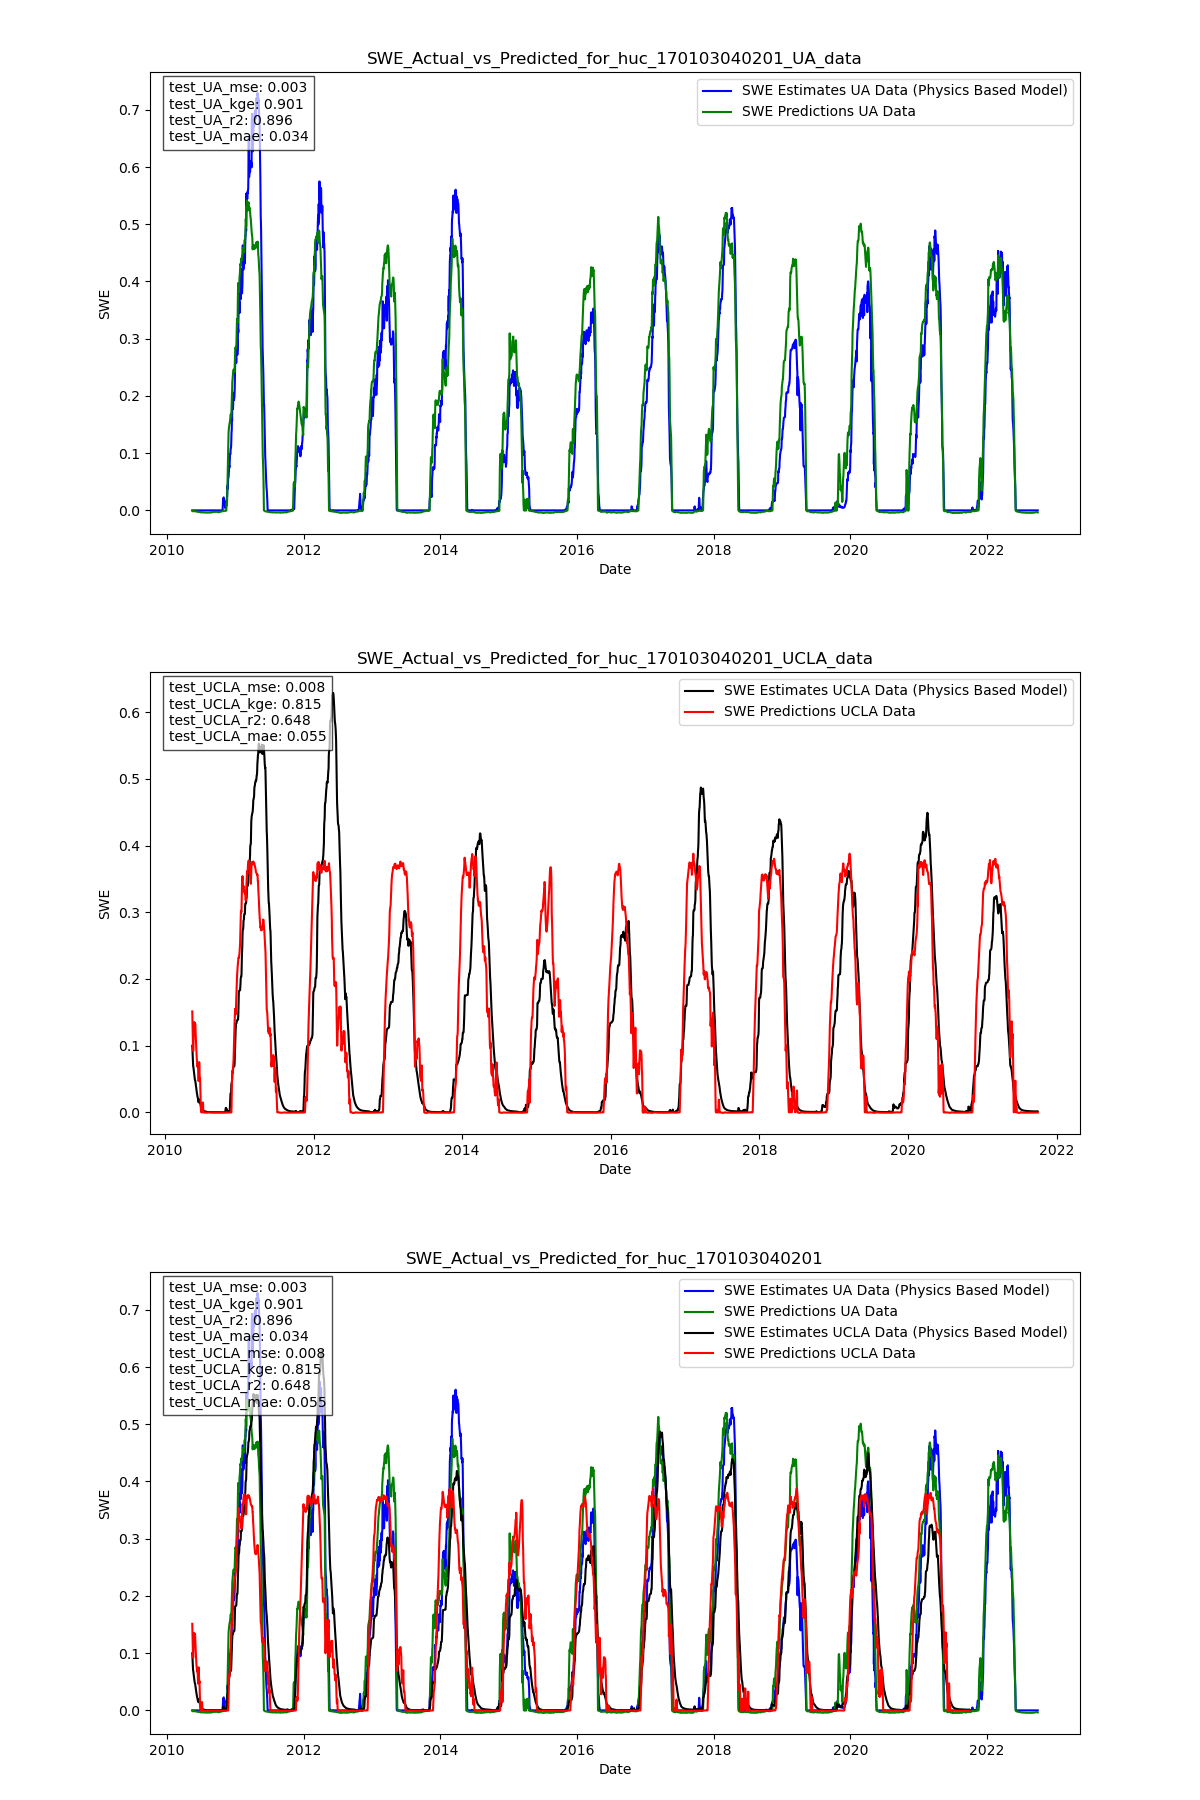 SWE_Actual_vs_Predicted_for_huc_170103040201_UA_data
test_UA_mse: 0.003
test_UA_kge: 0.901
test_UA_r2: 0.896
test_UA_mae: 0.034
SWE Estimates UA Data (Physics Based Model)
SWE Predictions UA Data
0.7
0.6
0.5
0.4
0.3
0.2
0.1
0.0
SWE
2010
2012
2014
2016
2018
2020
2022
Date
SWE_Actual_vs_Predicted_for_huc_170103040201_UCLA_data
test_UCLA_mse: 0.008
test_UCLA_kge: 0.815
test_UCLA_r2: 0.648
test_UCLA_mae: 0.055
SWE Estimates UCLA Data (Physics Based Model)
SWE Predictions UCLA Data
0.6
0.5
0.4
0.3
0.2
0.1
0.0
SWE
2010
2012
2014
2016
2018
2020
2022
Date
SWE_Actual_vs_Predicted_for_huc_170103040201
test_UA_mse: 0.003
test_UA_kge: 0.901
test_UA_r2: 0.896
test_UA_mae: 0.034
test_UCLA_mse: 0.008
test_UCLA_kge: 0.815
test_UCLA_r2: 0.648
test_UCLA_mae: 0.055
SWE Estimates UA Data (Physics Based Model)
SWE Predictions UA Data
SWE Estimates UCLA Data (Physics Based Model)
SWE Predictions UCLA Data
0.7
0.6
0.5
0.4
0.3
0.2
0.1
0.0
SWE
2010
2012
2014
2016
2018
2020
2022
Date